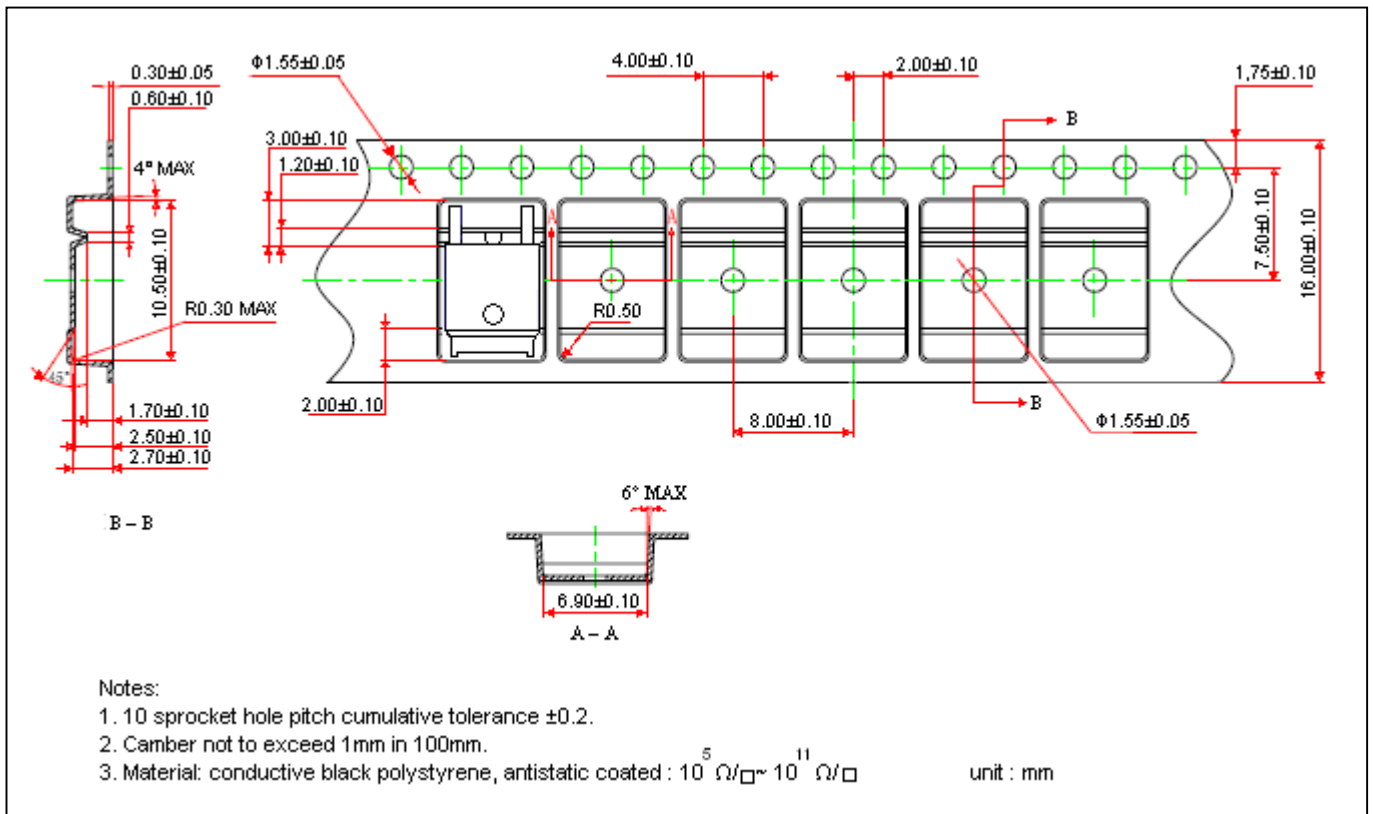 0.30±0.05
0.60±0.10
Φ1.55±0.05
4.00±0.10
2.00±0.10
1,75±0.10
B
3.00±0.10
1.20±0.10
4° MAX
A
A
10.50±0.10
7.50±0.10
16.00±0.10
R0.30 MAX
R0.50
45°
2.00±0.10
B
1.70±0.10
8.00±0.10
Φ1.55±0.05
2.50±0.10
2.70±0.10
6° MAX
B – B
6.90±0.10
A – A
Notes:
1. 10 sprocket hole pitch cumulative tolerance ±0.2.
2. Camber not to exceed 1mm in 100mm.
3. Material: conductive black polystyrene, antistatic coated : 10⁵ Ω/□~ 10¹¹ Ω/□ unit : mm